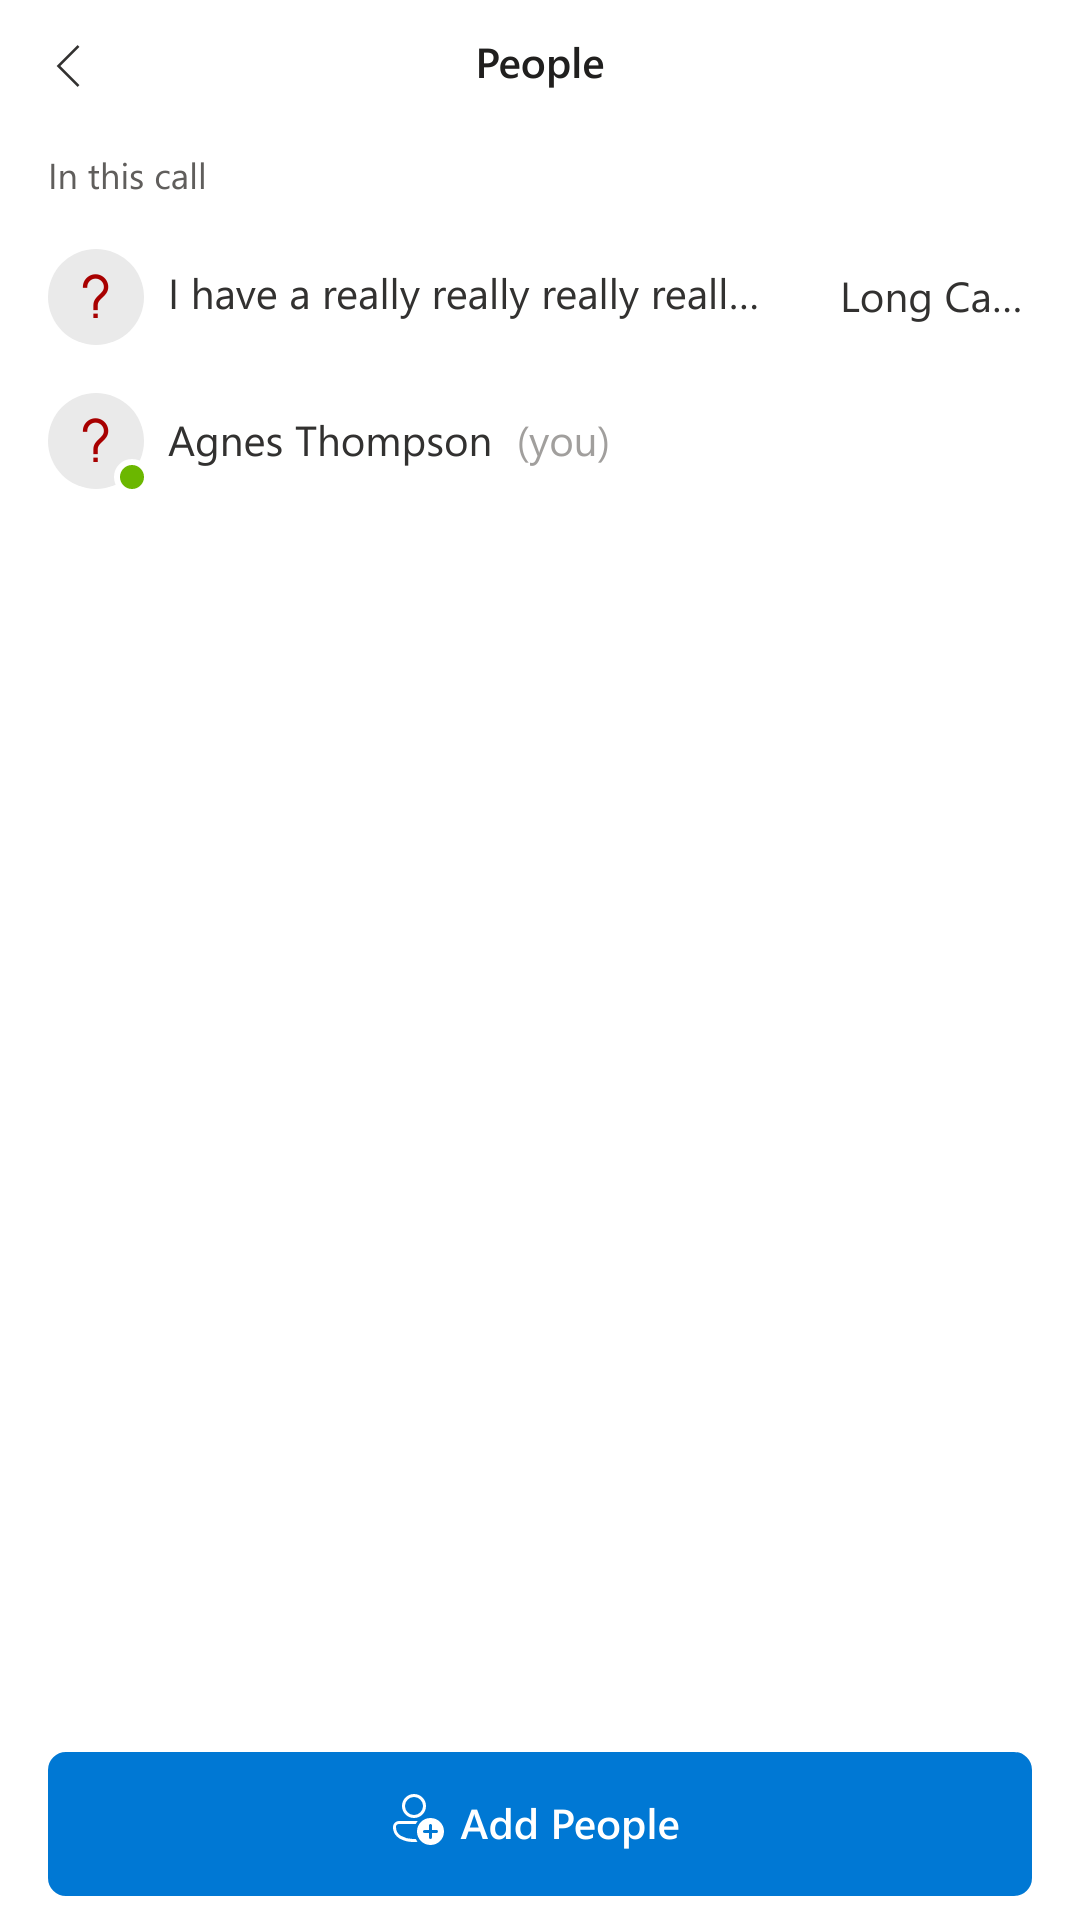 People
In this call
? I have a really really really reall... Long Ca...
? Agnes Thompson (you)
Add People